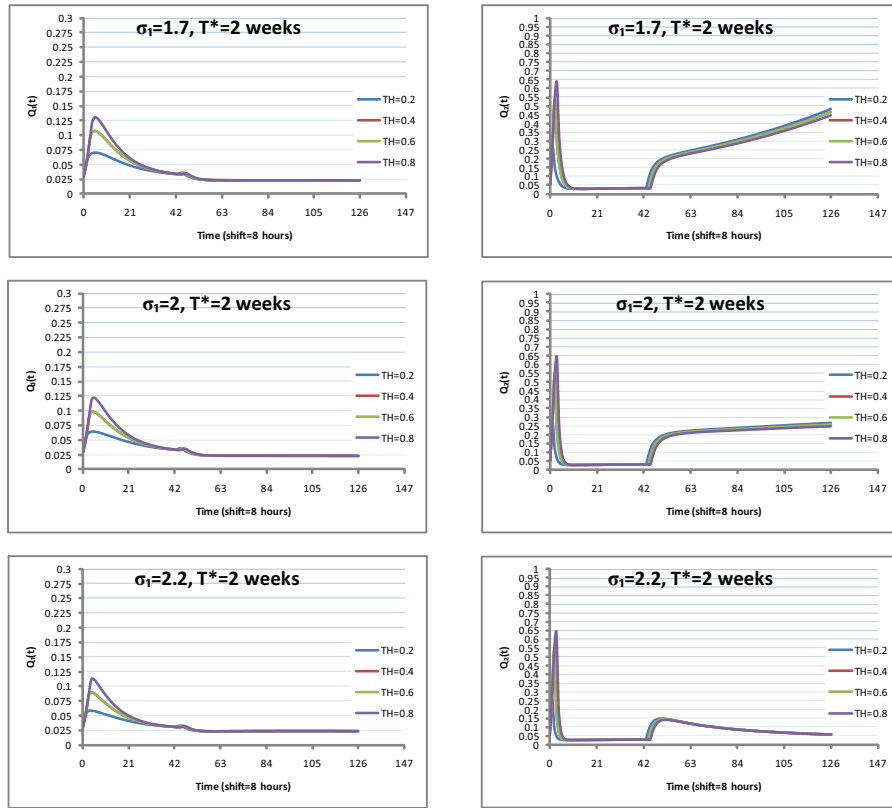 σ₁=1.7, T*=2 weeks
0.3
0.275
0.25
0.225
0.2
0.175
0.15
0.125
0.1
0.075
0.05
0.025
0
Q₁(t)
TH=0.2
TH=0.4
TH=0.6
TH=0.8
0 21 42 63 84 105 126 147
Time (shift=8 hours)
σ₁=1.7, T*=2 weeks
1
0.95
0.9
0.85
0.8
0.75
0.7
0.65
0.6
0.55
0.5
0.45
0.4
0.35
0.3
0.25
0.2
0.15
0.1
0.05
0
Q₂(t)
TH=0.2
TH=0.4
TH=0.6
TH=0.8
0 21 42 63 84 105 126 147
Time (shift=8 hours)
σ₁=2, T*=2 weeks
0.3
0.275
0.25
0.225
0.2
0.175
0.15
0.125
0.1
0.075
0.05
0.025
0
Q₁(t)
TH=0.2
TH=0.4
TH=0.6
TH=0.8
0 21 42 63 84 105 126 147
Time (shift=8 hours)
σ₁=2, T*=2 weeks
1
0.95
0.9
0.85
0.8
0.75
0.7
0.65
0.6
0.55
0.5
0.45
0.4
0.35
0.3
0.25
0.2
0.15
0.1
0.05
0
Q₂(t)
TH=0.2
TH=0.4
TH=0.6
TH=0.8
0 21 42 63 84 105 126 147
Time (shift=8 hours)
σ₁=2.2, T*=2 weeks
0.3
0.275
0.25
0.225
0.2
0.175
0.15
0.125
0.1
0.075
0.05
0.025
0
Q₁(t)
TH=0.2
TH=0.4
TH=0.6
TH=0.8
0 21 42 63 84 105 126 147
Time (shift=8 hours)
σ₁=2.2, T*=2 weeks
1
0.95
0.9
0.85
0.8
0.75
0.7
0.65
0.6
0.55
0.5
0.45
0.4
0.35
0.3
0.25
0.2
0.15
0.1
0.05
0
Q₂(t)
TH=0.2
TH=0.4
TH=0.6
TH=0.8
0 21 42 63 84 105 126 147
Time (shift=8 hours)